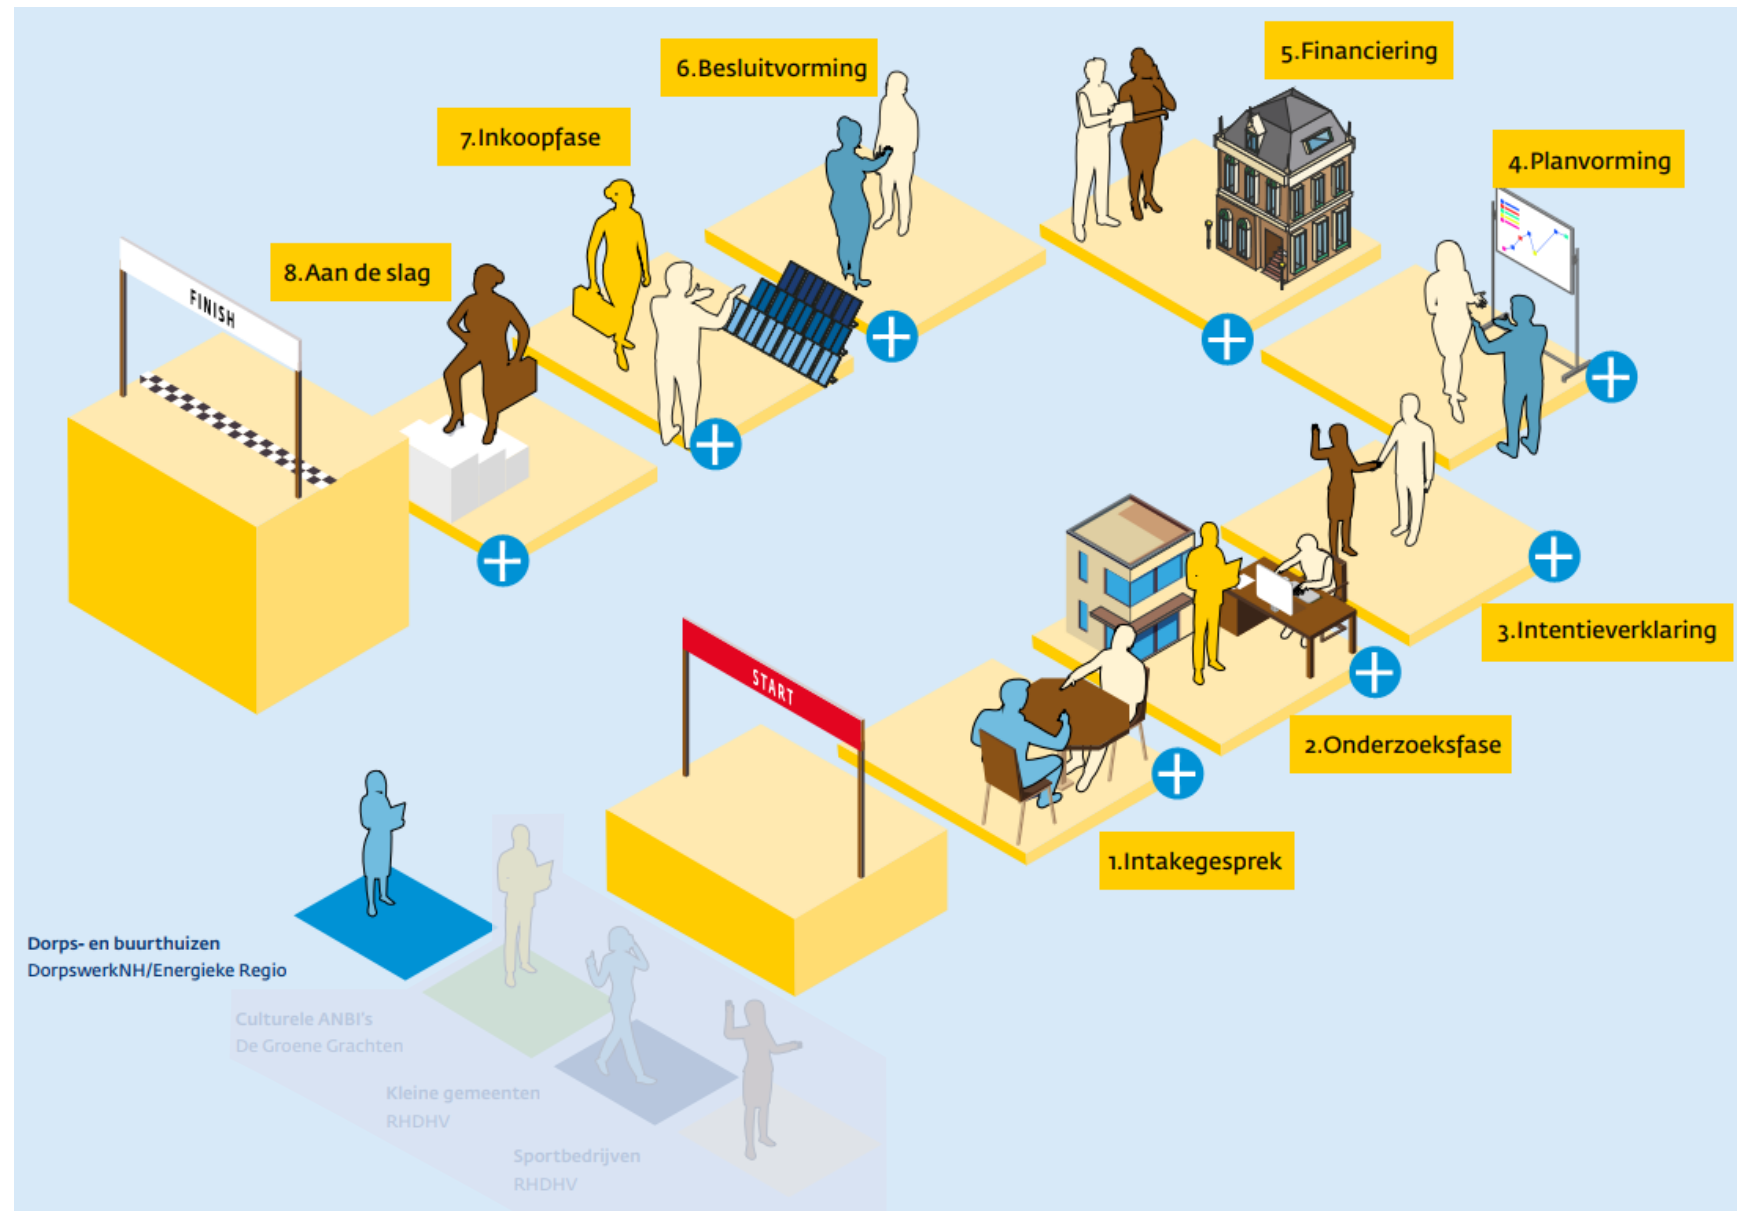 5.Financiering
6.Besluitvorming
7.Inkoopfase
4.Planvorming
8.Aan de slag
FINISH
3.Intentieverklaring
START
2.Onderzoeksfase
1.Intakegesprek
Dorps- en buurthuizen
DorpswerkNH/Energieke Regio
Culturele ANBI's
De Groene Grachten
Kleine gemeenten
RHDHV
Sportbedrijven
RHDHV